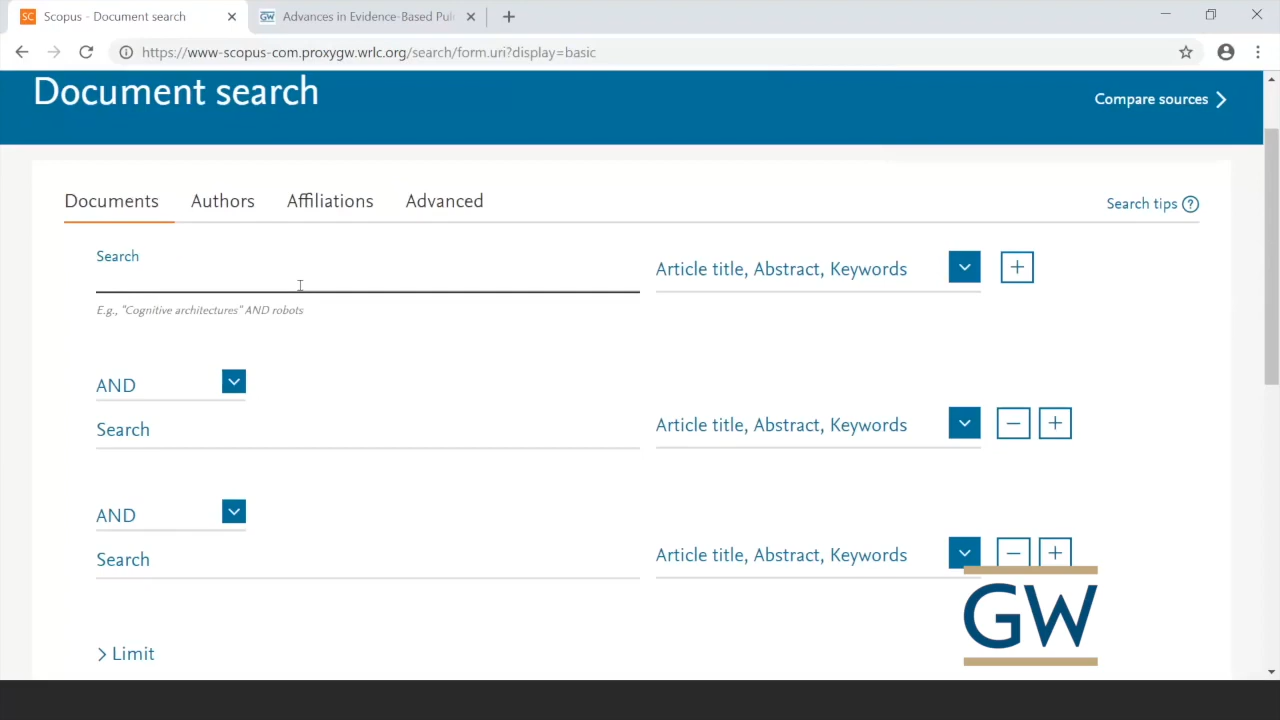 SC Scopus - Document search
GW Advances in Evidence-Based Pul
https://www-scopus-com.proxygw.wrlc.org/search/form.uri?display=basic
Document search
Compare sources
Documents Authors Affiliations Advanced
Search tips ?
Search
Article title, Abstract, Keywords
E.g., "Cognitive architectures" AND robots
AND
Search
Article title, Abstract, Keywords
AND
Search
Article title, Abstract, Keywords
Limit
GW